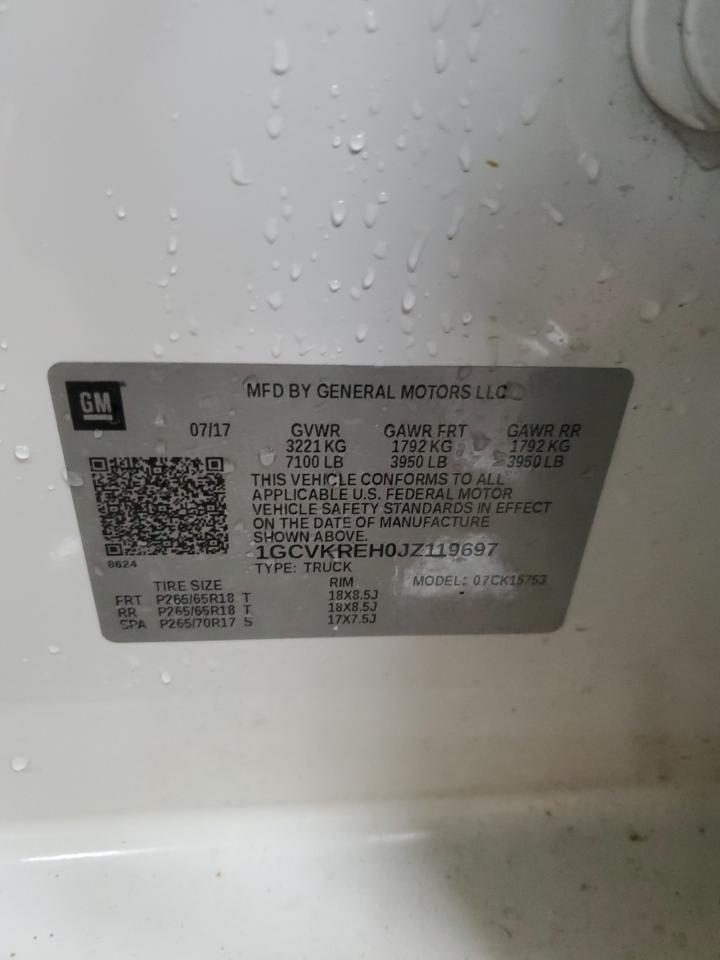 GM
MFD BY GENERAL MOTORS LLC
07/17 GVWR GAWR FRT GAWR RR
3221 KG 1792 KG 1792 KG
7100 LB 3950 LB 3950 LB
THIS VEHICLE CONFORMS TO ALL
APPLICABLE U.S. FEDERAL MOTOR
VEHICLE SAFETY STANDARDS IN EFFECT
ON THE DATE OF MANUFACTURE
SHOWN ABOVE.
1GCVKREH0JZ119697
8624
TYPE: TRUCK MODEL: 07CK15753
TIRE SIZE RIM
FRT P265/65R18 T 18X8.5J
RR P265/65R18 T 18X8.5J
SPA P265/70R17 S 17X7.5J